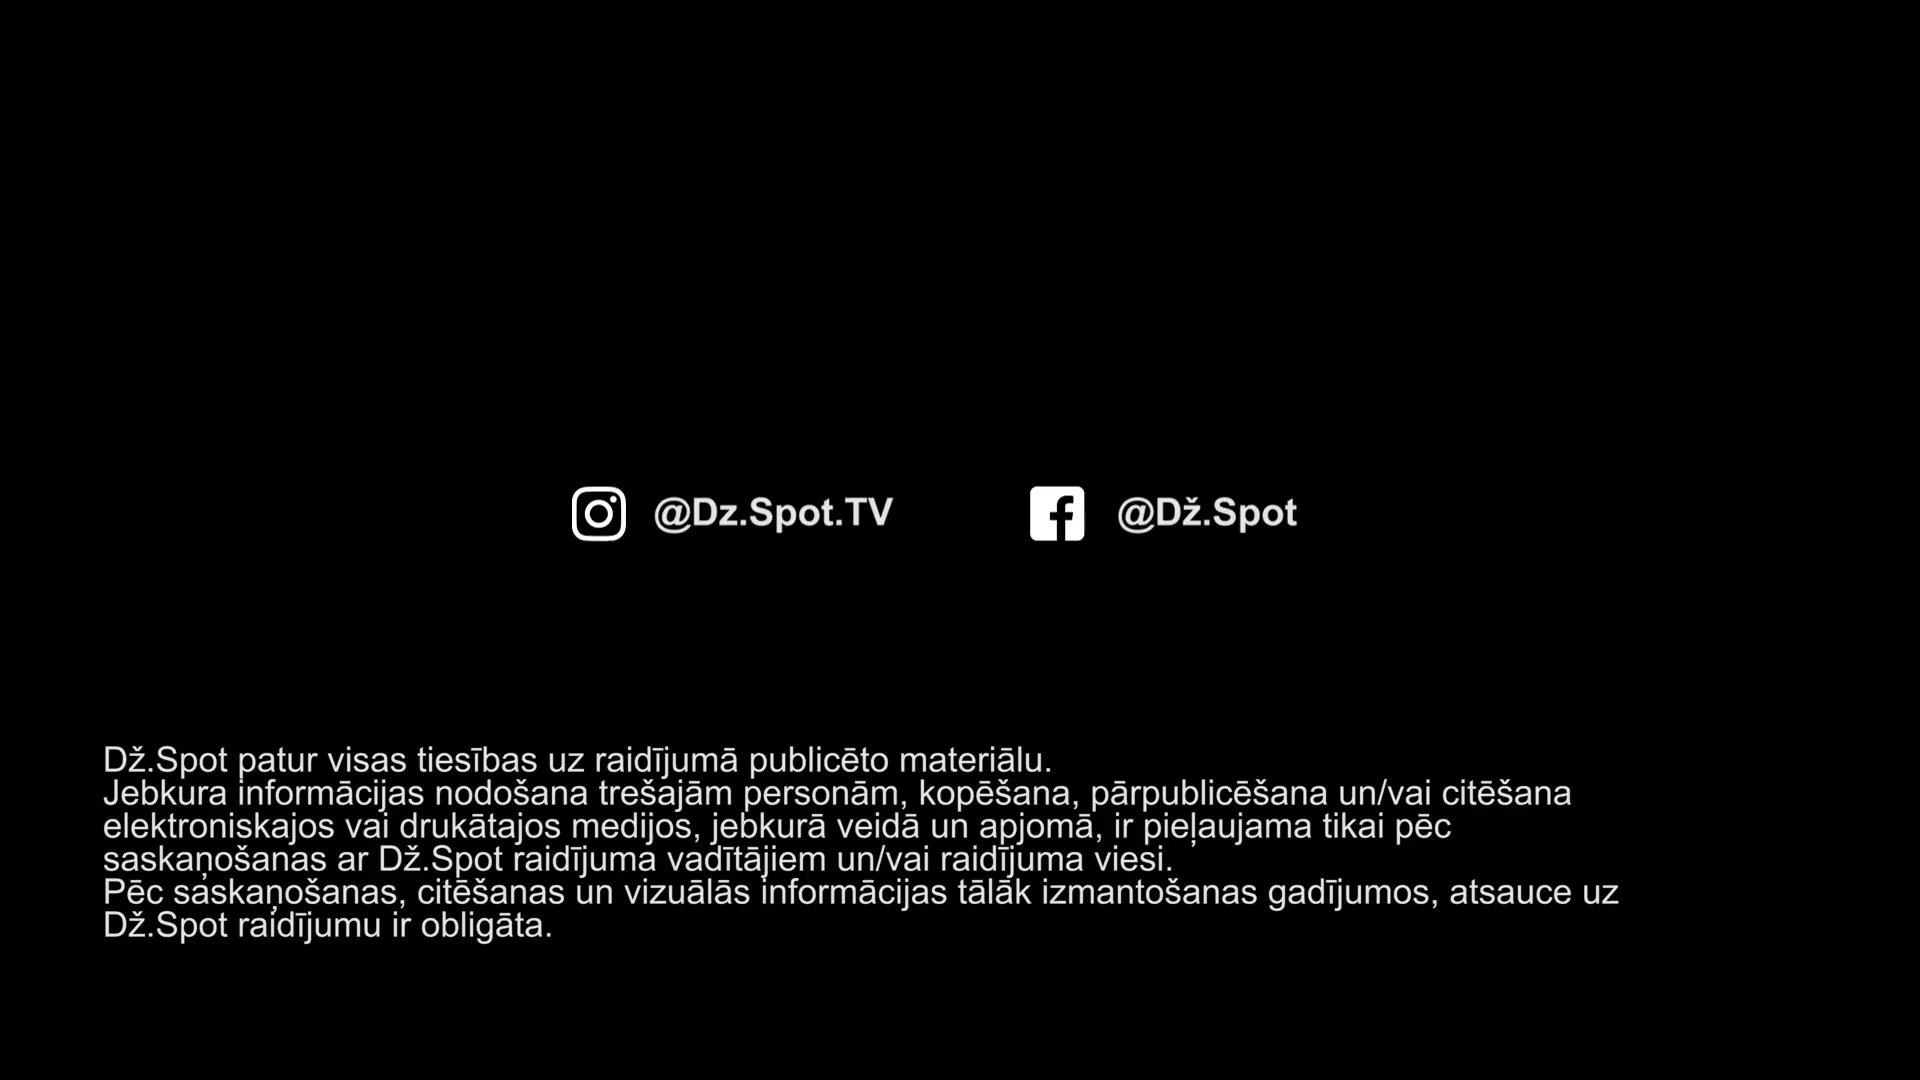 @Dz.Spot.TV @Dž.Spot
Dž.Spot patur visas tiesības uz raidījumā publicēto materiālu.
Jebkura informācijas nodošana trešajām personām, kopēšana, pārpublicēšana un/vai citēšana
elektroniskajos vai drukātajos medijos, jebkurā veidā un apjomā, ir pieļaujama tikai pēc
saskaņošanas ar Dž.Spot raidījuma vadītājiem un/vai raidījuma viesi.
Pēc saskaņošanas, citēšanas un vizuālās informācijas tālāk izmantošanas gadījumos, atsauce uz
Dž.Spot raidījumu ir obligāta.